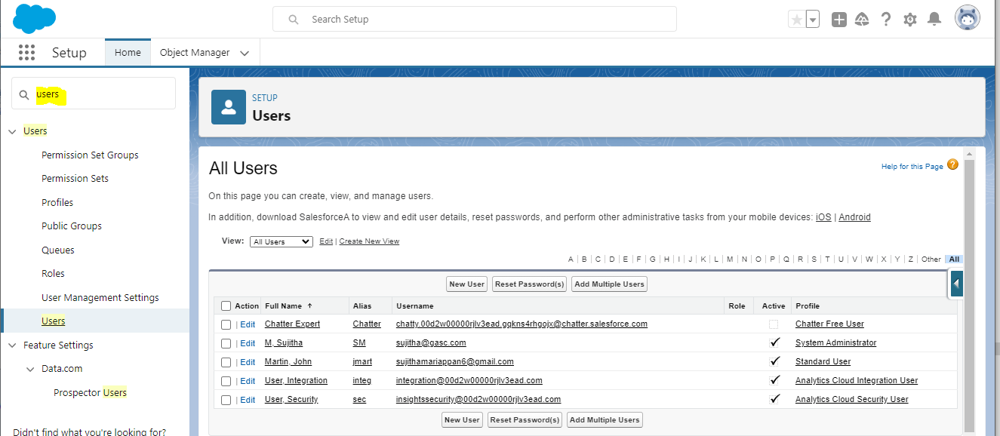 Search Setup
Setup Home Object Manager
users
Users
Permission Set Groups
Permission Sets
Profiles
Public Groups
Queues
Roles
User Management Settings
Users
Feature Settings
Data.com
Prospector Users
Didn't find what you're looking for?
SETUP
Users
All Users
Help for this Page ?
On this page you can create, view, and manage users.
In addition, download SalesforceA to view and edit user details, reset passwords, and perform other administrative tasks from your mobile devices: iOS | Android
View: All Users Edit | Create New View
A | B | C | D | E | F | G | H | I | J | K | L | M | N | O | P | Q | R | S | T | U | V | W | X | Y | Z | Other All
New User Reset Password(s) Add Multiple Users
Action Full Name ↑ Alias Username Role Active Profile
| Edit Chatter Expert Chatter chatty.00d2w00000rjlv3ead.gqkns4rhgojx@chatter.salesforce.com Chatter Free User
| Edit M, Sujitha SM sujitha@gasc.com ✓ System Administrator
| Edit Martin, John jmart sujithamariappan6@gmail.com ✓ Standard User
| Edit User, Integration integ integration@00d2w00000rjlv3ead.com ✓ Analytics Cloud Integration User
| Edit User, Security sec insightssecurity@00d2w00000rjlv3ead.com ✓ Analytics Cloud Security User
New User Reset Password(s) Add Multiple Users